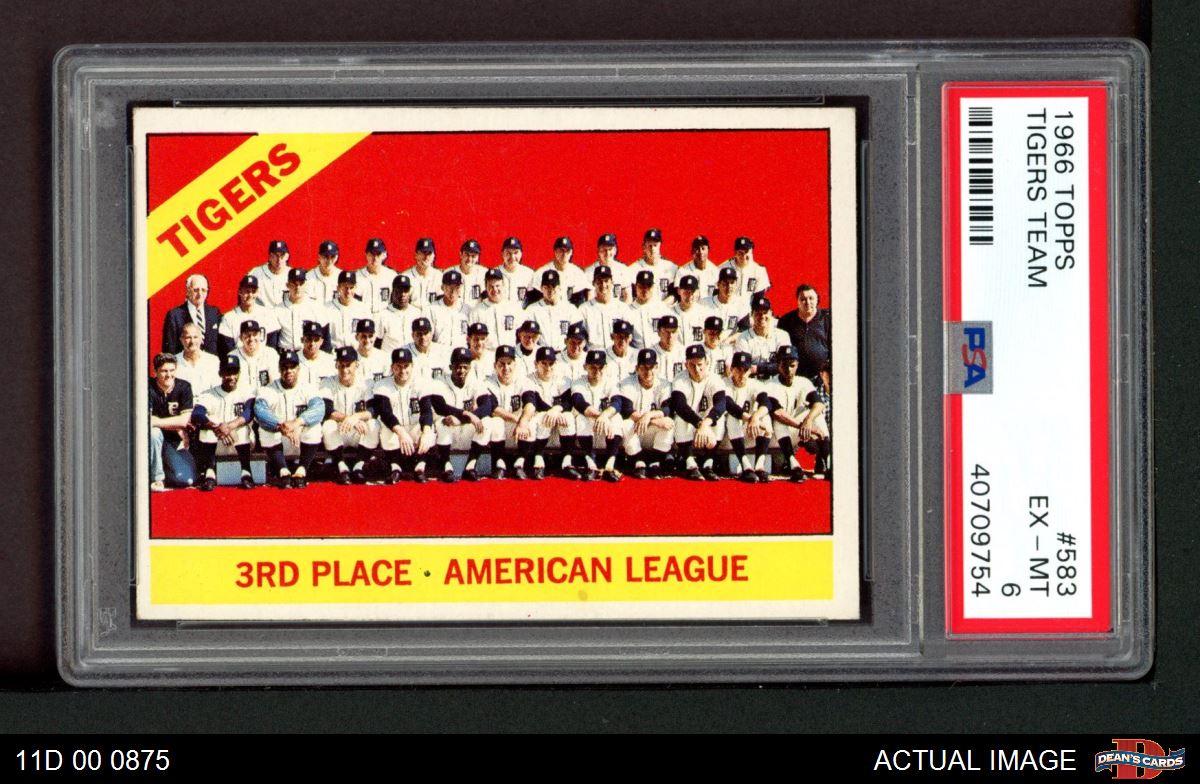 TIGERS
3RD PLACE · AMERICAN LEAGUE
1966 TOPPS #583
TIGERS TEAM EX - MT
6
40709754
PSA
11D 00 0875
ACTUAL IMAGE
D
DEAN'S CARDS